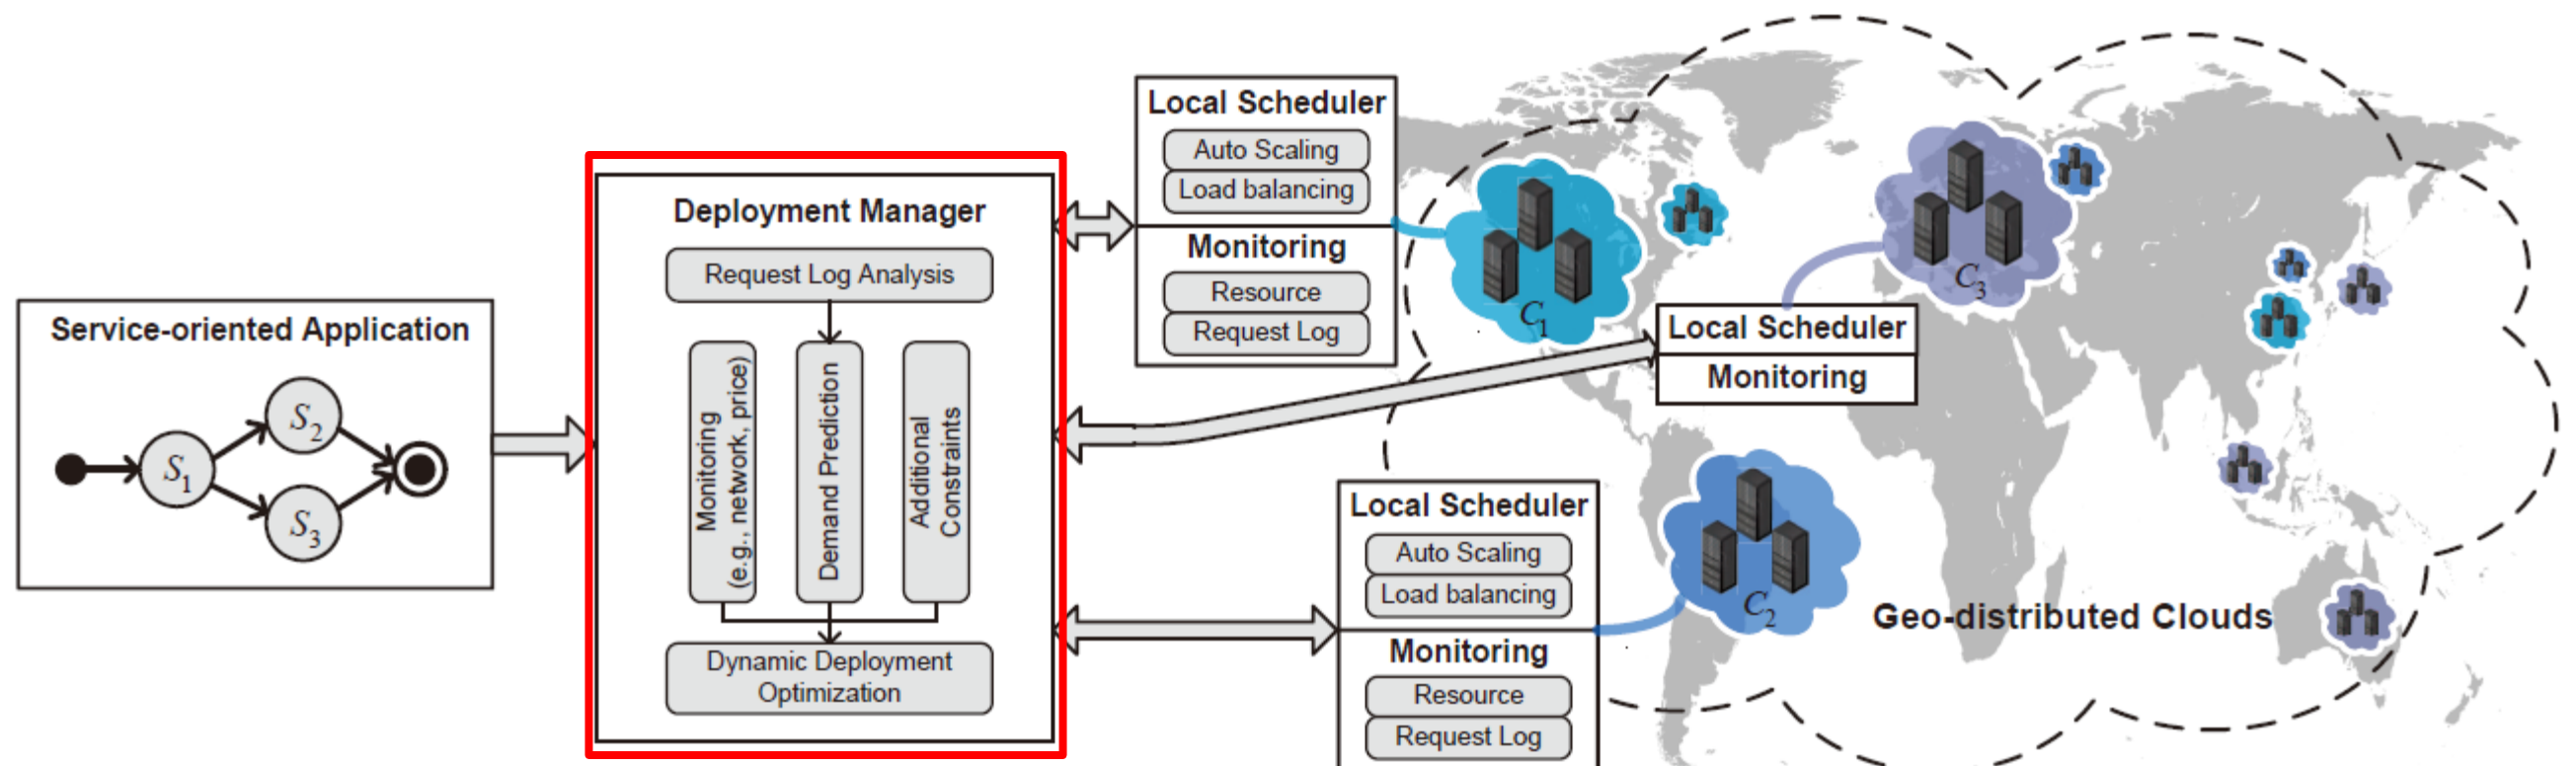 Service-oriented Application
S1
S2
S3
Deployment Manager
Request Log Analysis
Monitoring
(e.g., network, price)
Demand Prediction
Additional
Constraints
Dynamic Deployment
Optimization
Local Scheduler
Auto Scaling
Load balancing
Monitoring
Resource
Request Log
C1
Local Scheduler
Monitoring
C3
Local Scheduler
Auto Scaling
Load balancing
Monitoring
Resource
Request Log
C2
Geo-distributed Clouds